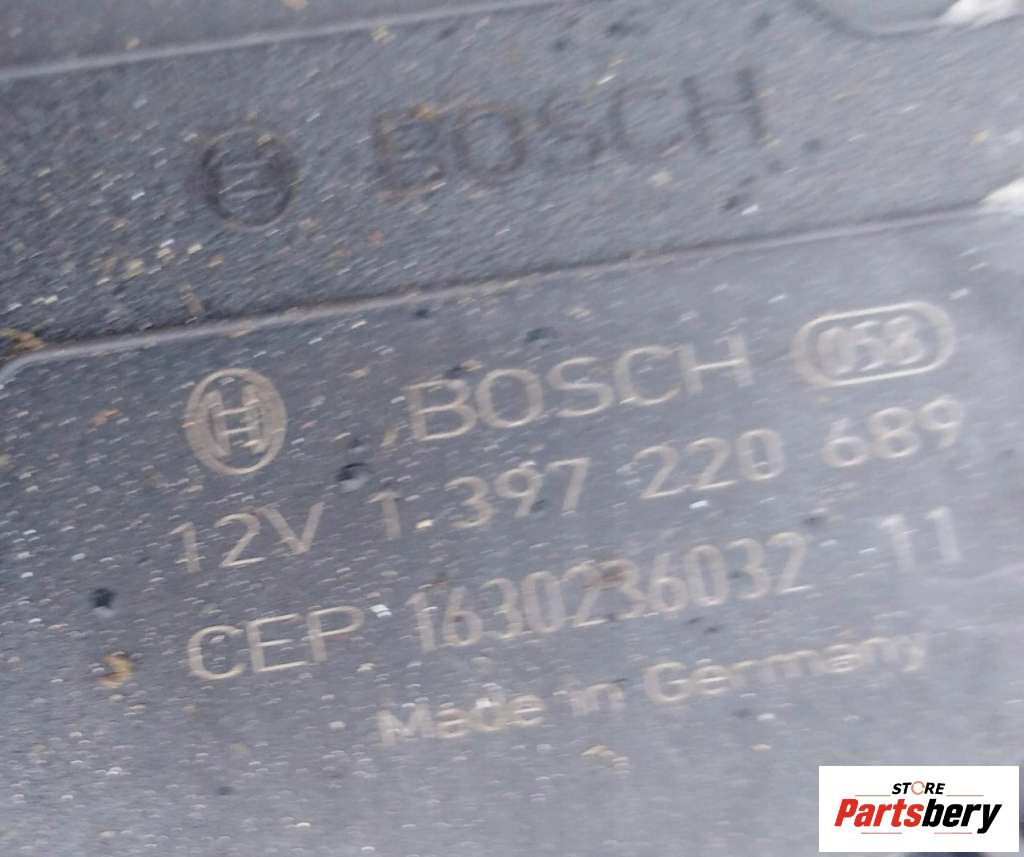 BOSCH
BOSCH 058
12V 1 397 220 689
CEP 1630236032 11
Made in Germany
STORE
Partsbery